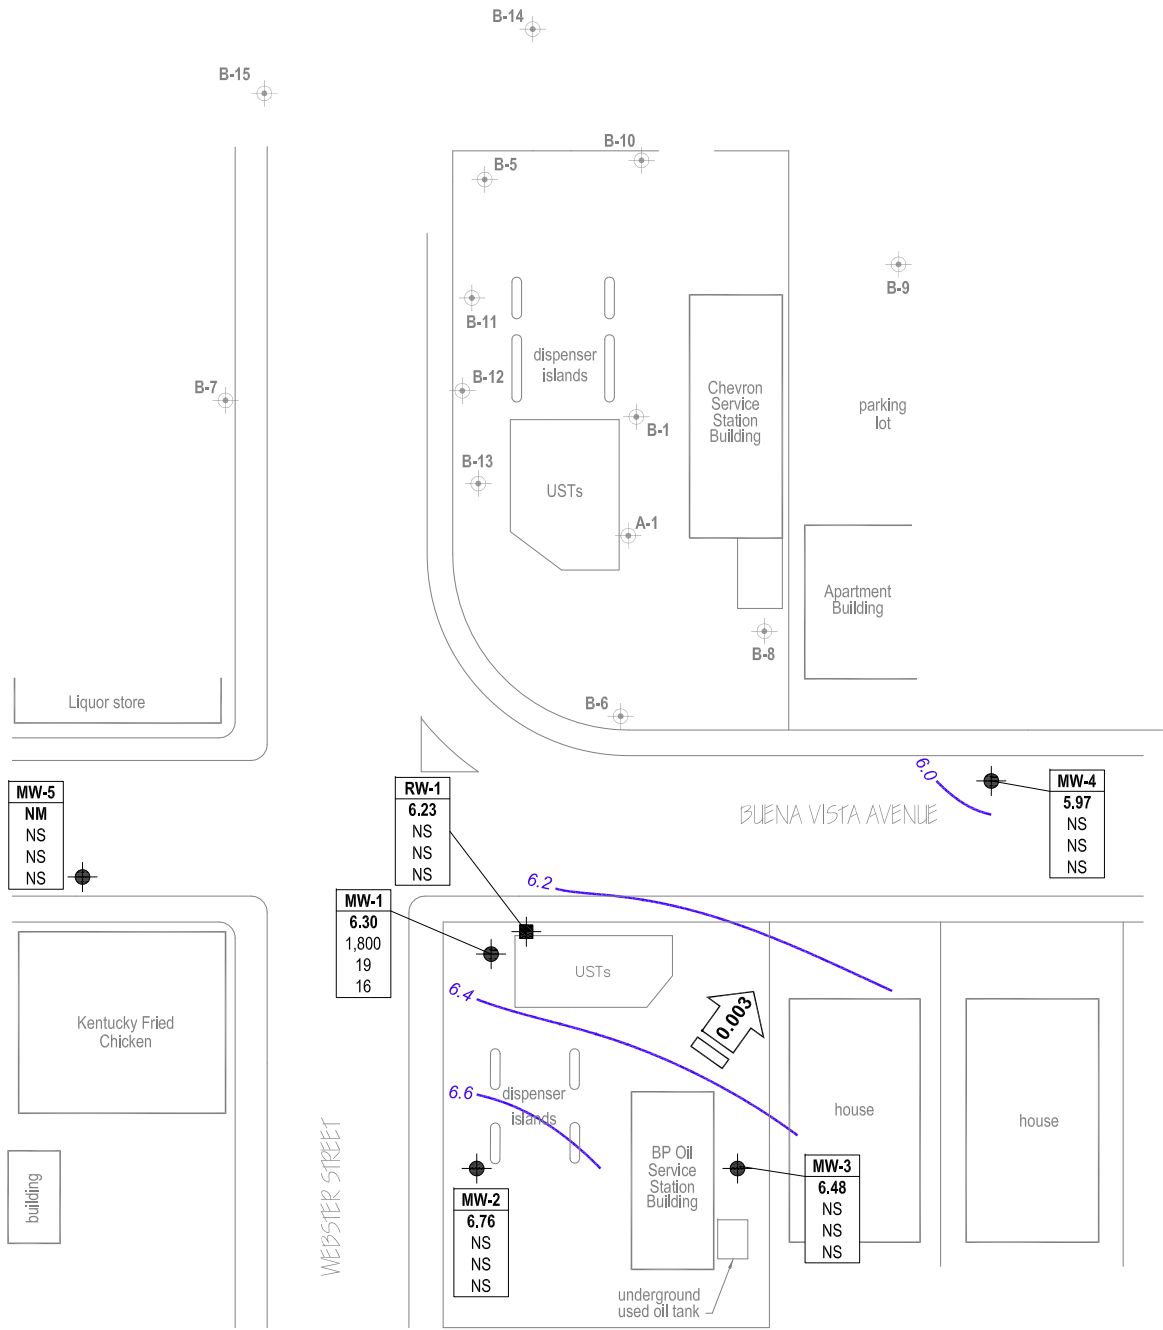 B-14
B-15
B-10
B-5
B-9
B-11
dispenser
islands
B-12
B-7
Chevron
Service
Station
Building
parking
lot
B-1
B-13
USTs
A-1
Apartment
Building
B-8
B-6
Liquor store
MW-5
NM
NS
NS
NS
RW-1
6.23
NS
NS
NS
6.0
MW-4
5.97
NS
NS
NS
BUENA VISTA AVENUE
6.2
MW-1
6.30
1,800
19
16
USTs
6.4
0.003
Kentucky Fried
Chicken
6.6
dispenser
islands
house
house
BP Oil
Service
Station
Building
MW-3
6.48
NS
NS
NS
MW-2
6.76
NS
NS
NS
building
WEBSTER STREET
underground
used oil tank